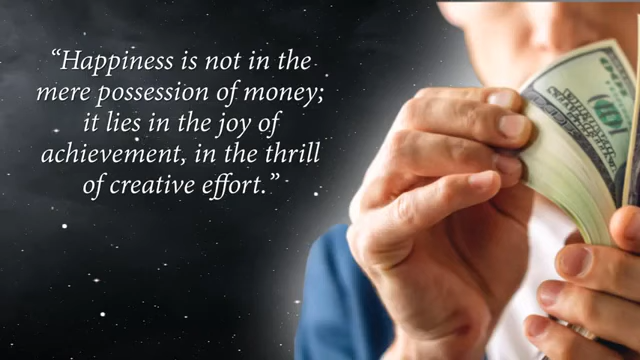 “Happiness is not in the
mere possession of money;
it lies in the joy of
achievement, in the thrill
of creative effort.”